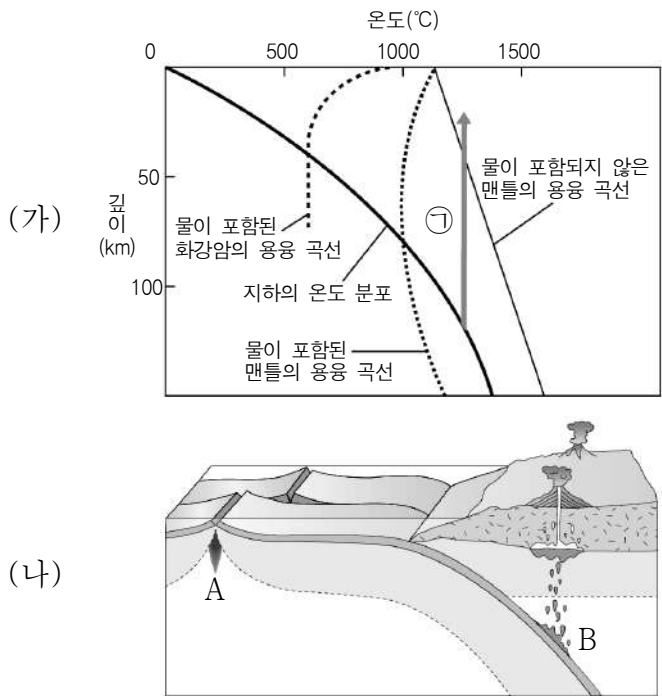 온도(℃)
0 500 1000 1500
(가)
깊이
(km)
50
100
물이 포함된
화강암의 용융 곡선
지하의 온도 분포
물이 포함된
맨틀의 용융 곡선
㉠
물이 포함되지 않은
맨틀의 용융 곡선
(나)
A
B